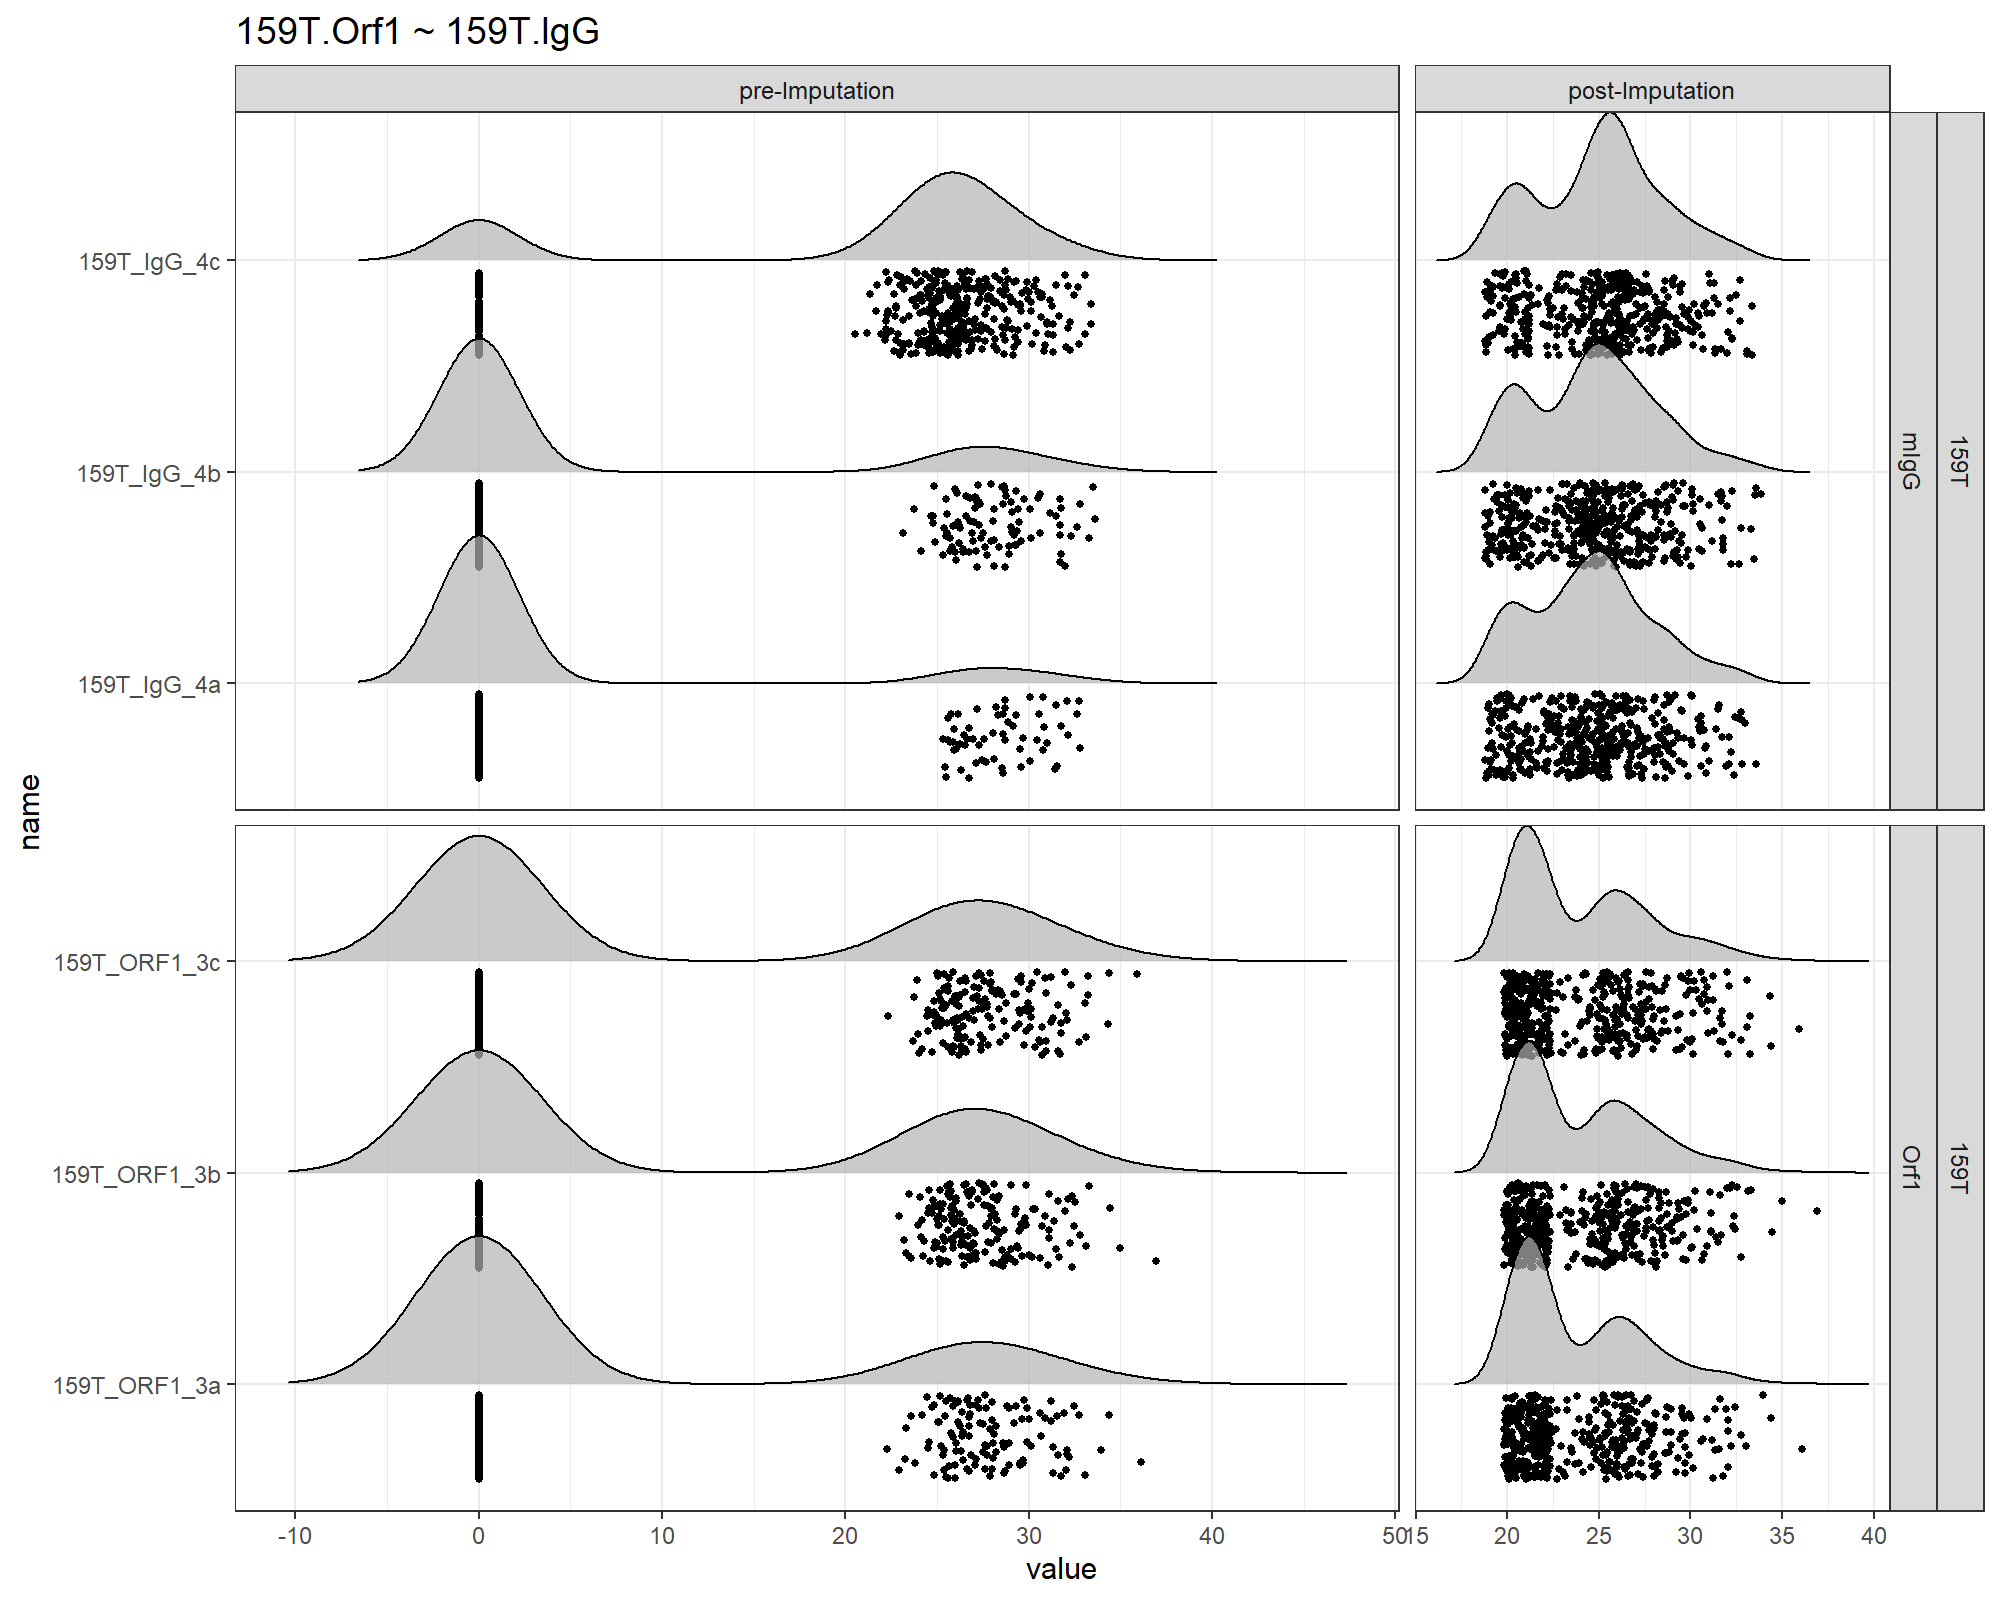 159T.Orf1 ~ 159T.IgG
pre-Imputation
post-Imputation
159T_IgG_4c
159T_IgG_4b
159T_IgG_4a
mIgG
159T
name
159T_ORF1_3c
159T_ORF1_3b
159T_ORF1_3a
Orf1
159T
-10 0 10 20 30 40 50
15 20 25 30 35 40
value